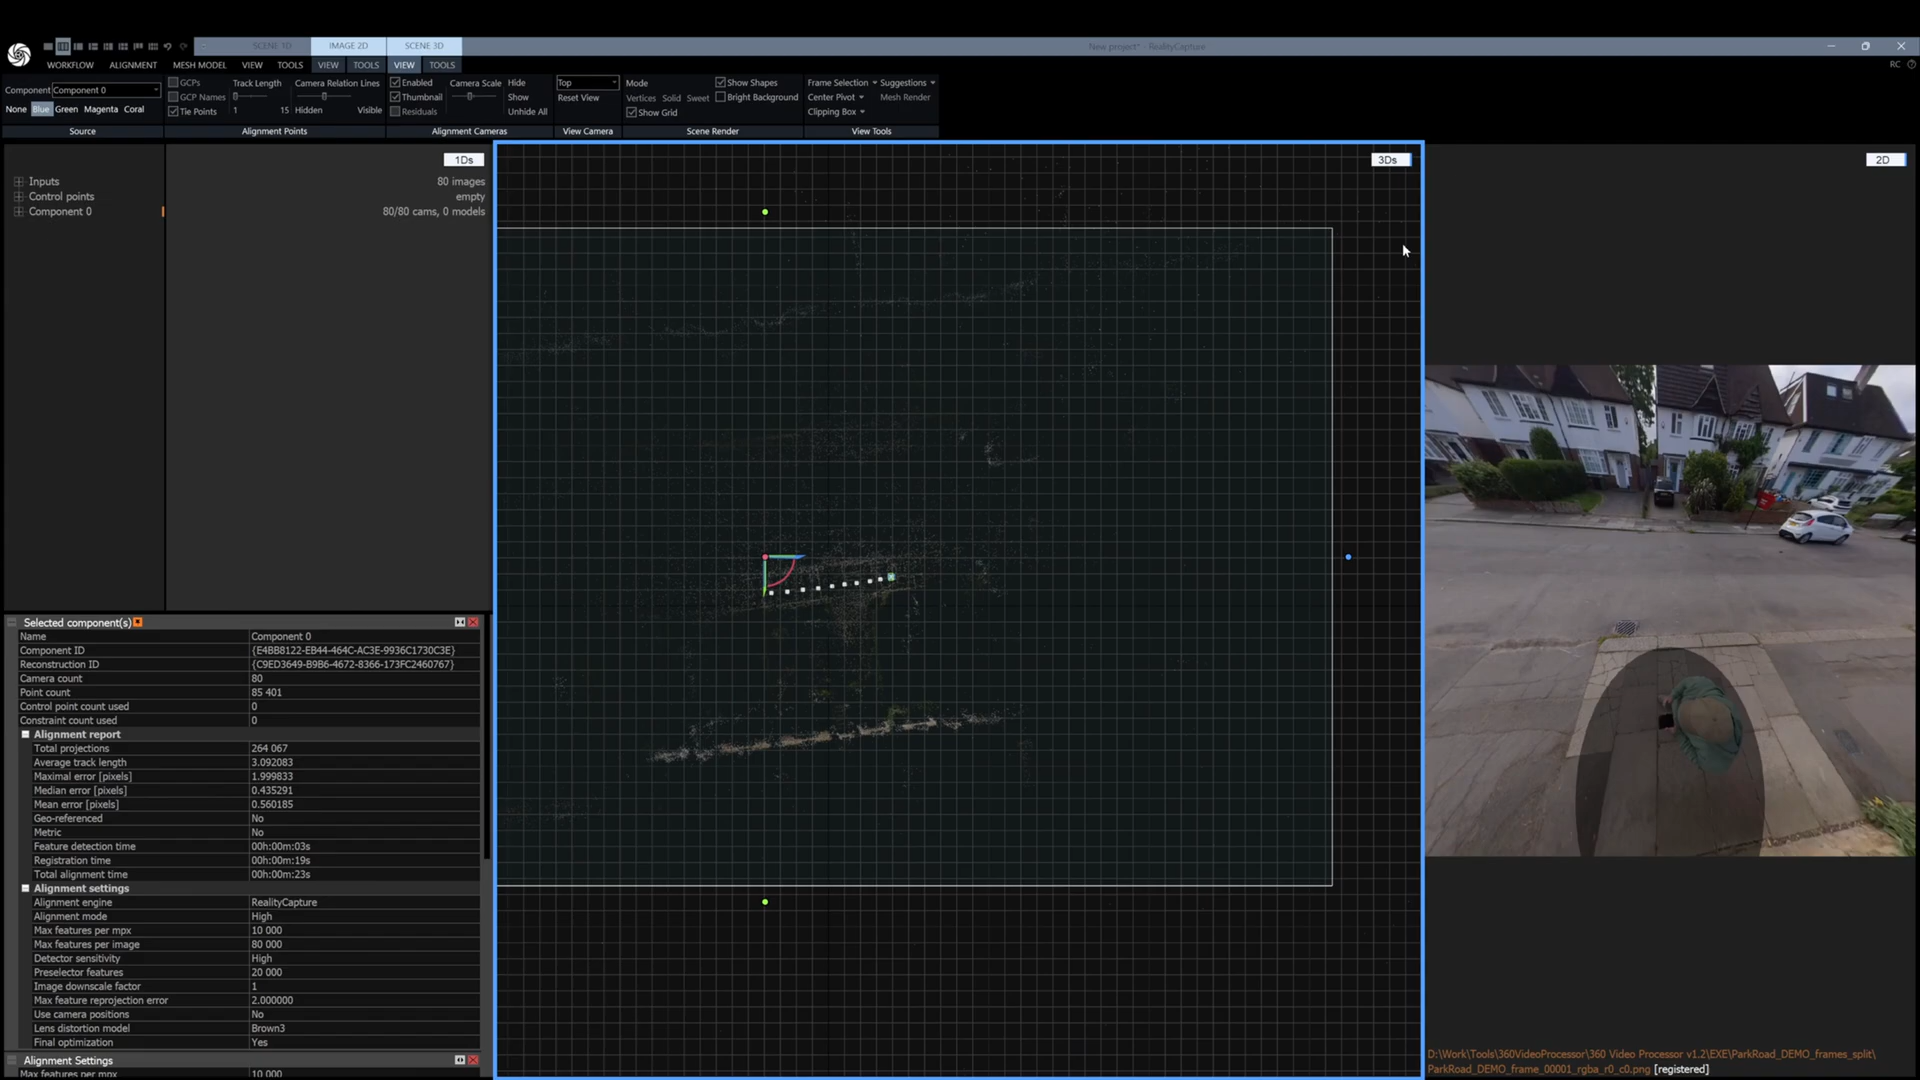 SCENE 1D IMAGE 2D SCENE 3D New project* - RealityCapture
WORKFLOW ALIGNMENT MESH MODEL VIEW TOOLS VIEW TOOLS VIEW TOOLS RC
Component Component 0 GCPs Track Length Camera Relation Lines Enabled Camera Scale Hide Top Mode Show Shapes Frame Selection Suggestions
GCP Names Thumbnail Show Reset View Vertices Solid Sweet Bright Background Center Pivot Mesh Render
None Blue Green Magenta Coral Tie Points 1 15 Hidden Visible Residuals Unhide All Show Grid Clipping Box
Source Alignment Points Alignment Cameras View Camera Scene Render View Tools
1Ds 3Ds 2D
Inputs 80 images
Control points empty
Component 0 80/80 cams, 0 models
Selected component(s)
Name Component 0
Component ID {E4BB8122-EB44-464C-AC3E-9936C1730C3E}
Reconstruction ID {C9ED3649-B9B6-4672-8366-173FC2460767}
Camera count 80
Point count 85 401
Control point count used 0
Constraint count used 0
Alignment report
Total projections 264 067
Average track length 3.092083
Maximal error [pixels] 1.999833
Median error [pixels] 0.435291
Mean error [pixels] 0.560185
Geo-referenced No
Metric No
Feature detection time 00h:00m:03s
Registration time 00h:00m:19s
Total alignment time 00h:00m:23s
Alignment settings
Alignment engine RealityCapture
Alignment mode High
Max features per mpx 10 000
Max features per image 80 000
Detector sensitivity High
Preselector features 20 000
Image downscale factor 1
Max feature reprojection error 2.000000
Use camera positions No
Lens distortion model Brown3
Final optimization Yes
Alignment Settings
Max features per mpx 10 000
D:\Work\Tools\360VideoProcessor\360 Video Processor v1.2\EXE\ParkRoad_DEMO_frames_split\
ParkRoad_DEMO_frame_00001_rgba_r0_c0.png [registered]